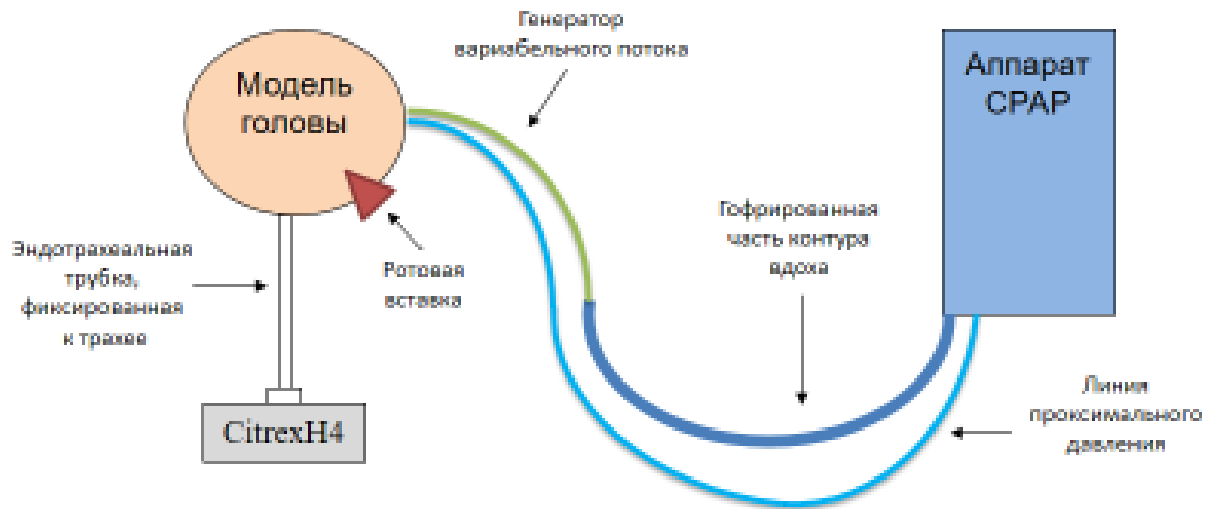 Генератор
вариабельного потока
Модель
головы
Аппарат
CPAP
Гофрированная
часть контура
вдоха
Эндотрахеальная
трубка,
фиксированная
к трахее
Ротовая
вставка
CitrexH4
Линия
проксимального
давления